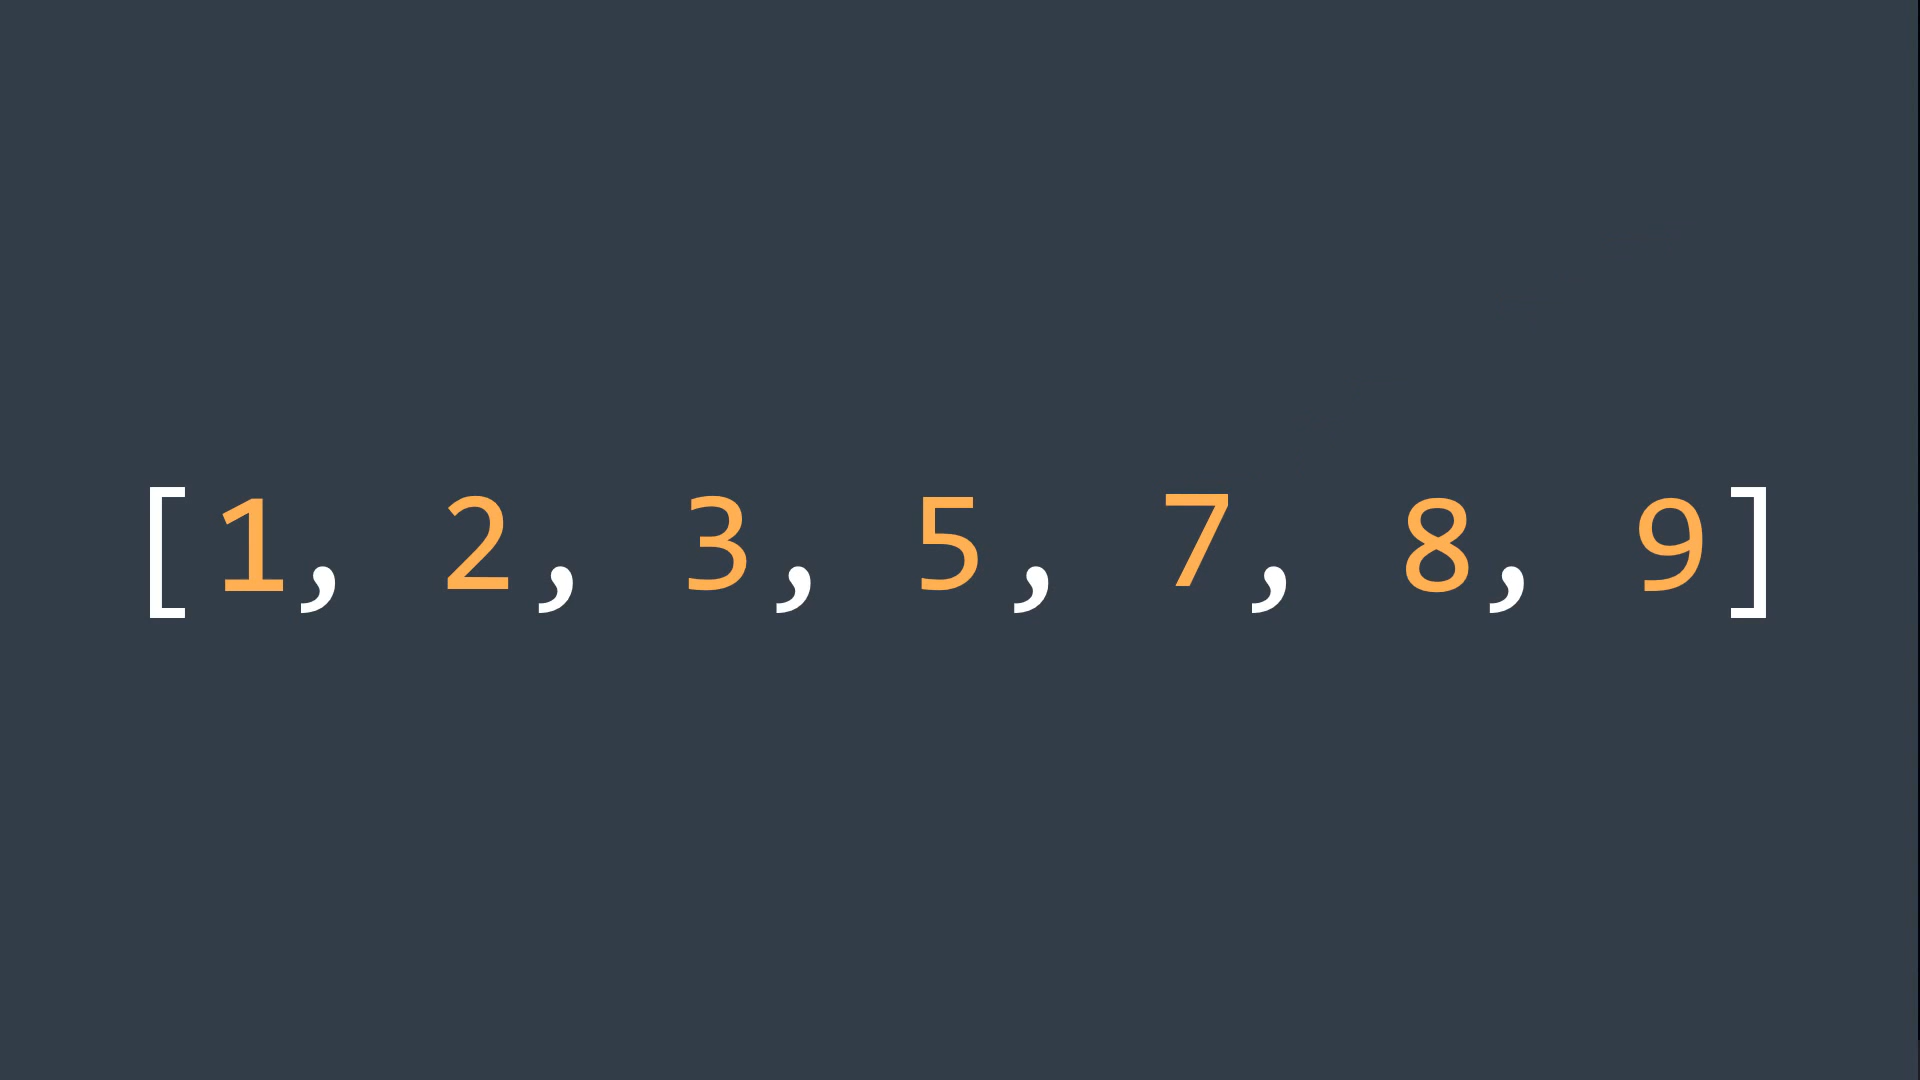 [1, 2, 3, 5, 7, 8, 9]